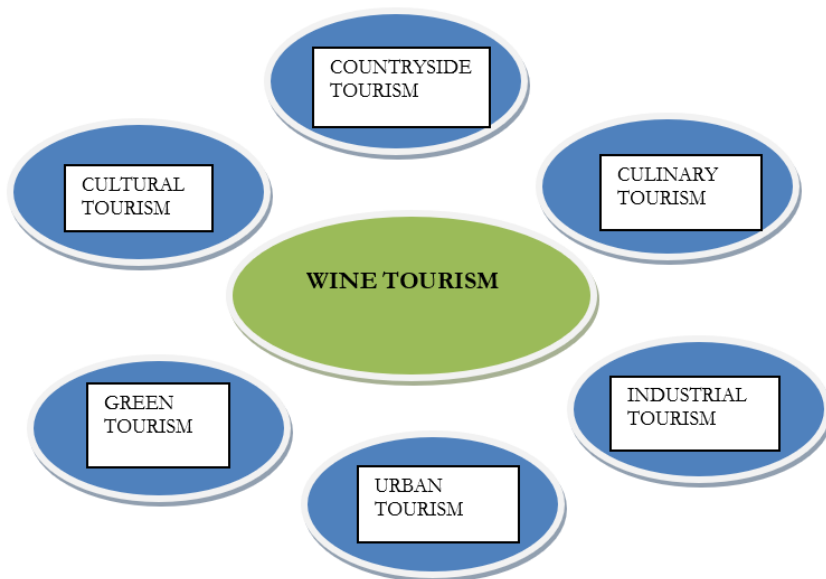 COUNTRYSIDE
TOURISM
CULTURAL
TOURISM
CULINARY
TOURISM
WINE TOURISM
GREEN
TOURISM
INDUSTRIAL
TOURISM
URBAN
TOURISM